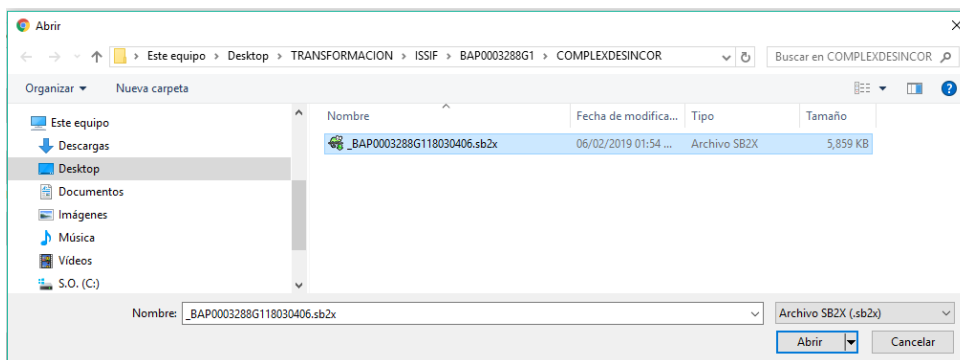 Abrir
Este equipo > Desktop > TRANSFORMACION > ISSIF > BAP0003288G1 > COMPLEXDESINCOR
Buscar en COMPLEXDESINCOR
Organizar Nueva carpeta
Este equipo
Descargas
Desktop
Documentos
Imágenes
Música
Vídeos
S.O. (C:)
Nombre Fecha de modifica... Tipo Tamaño
_BAP0003288G118030406.sb2x 06/02/2019 01:54 ... Archivo SB2X 5,859 KB
Nombre: _BAP0003288G118030406.sb2x Archivo SB2X (.sb2x)
Abrir Cancelar